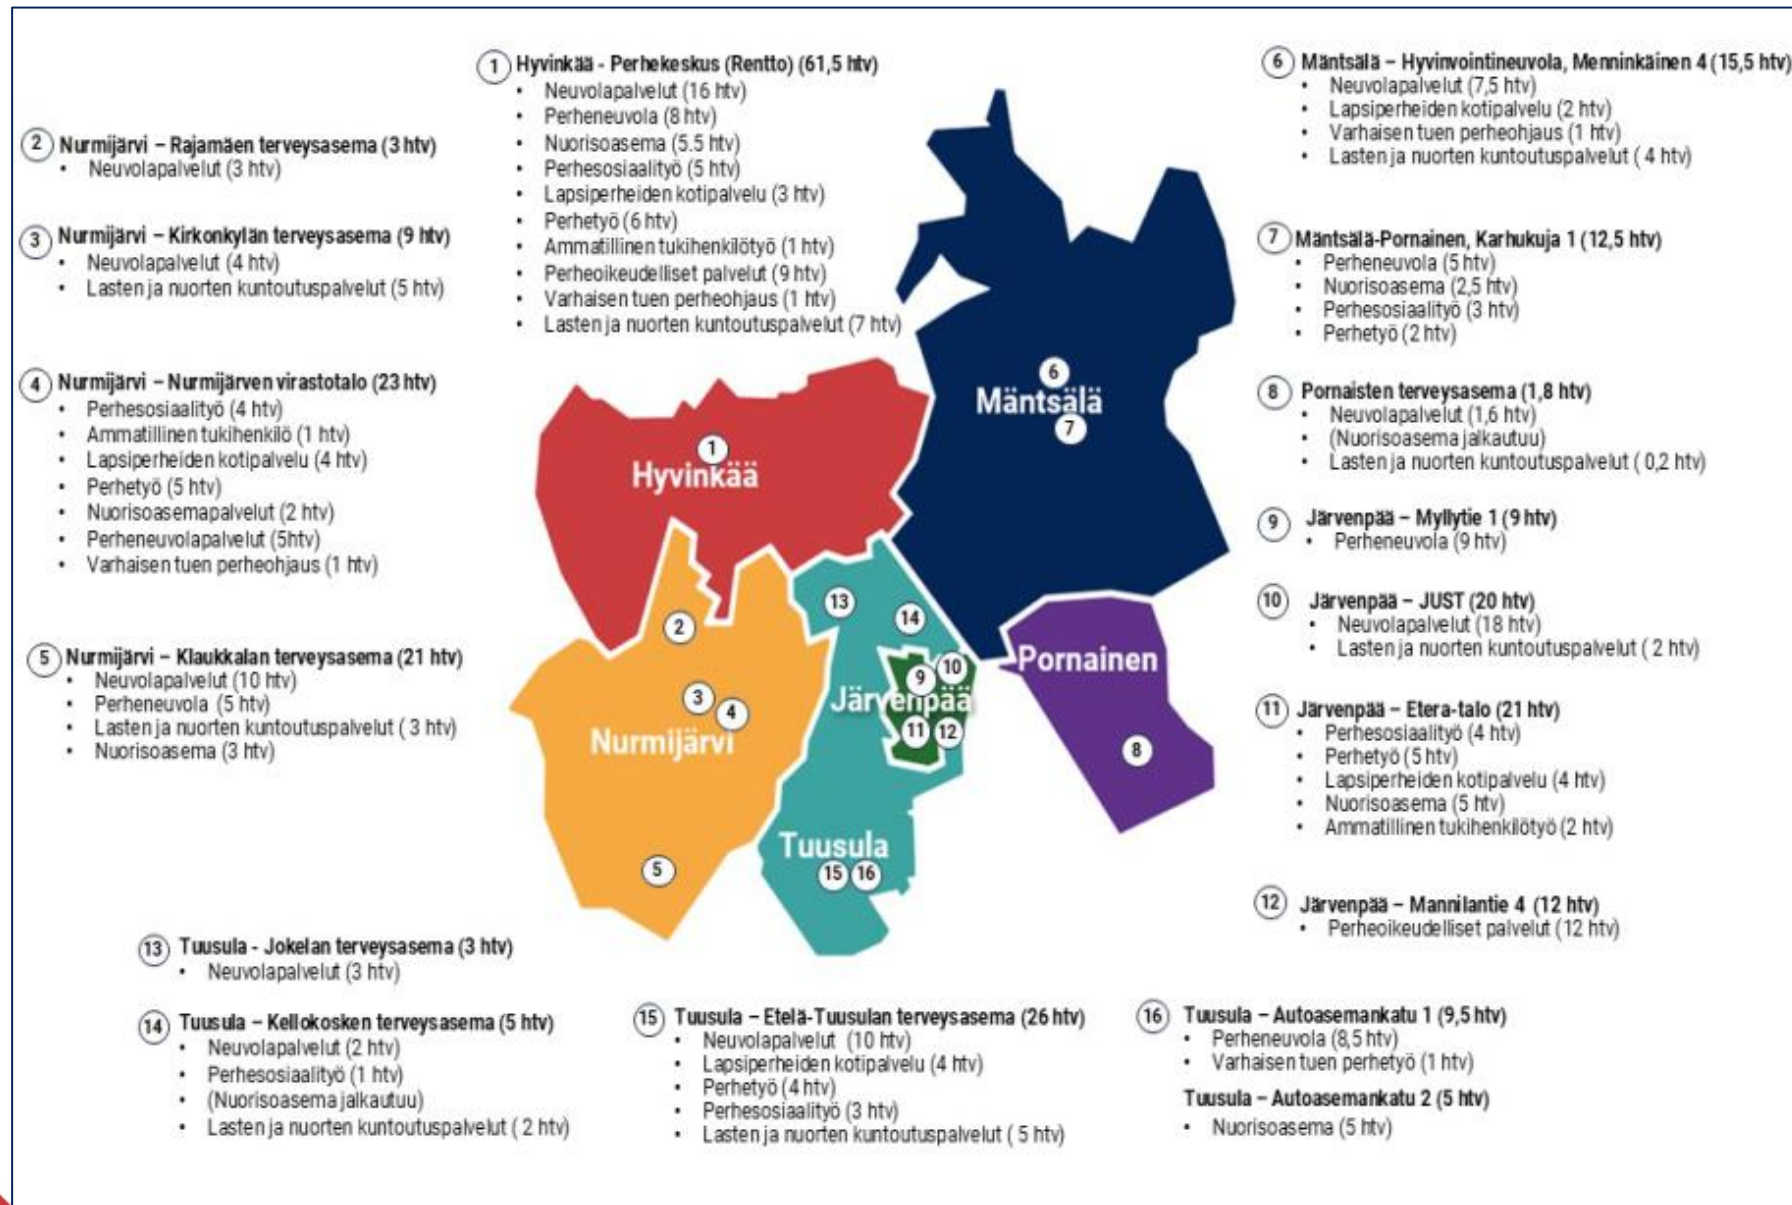 1 Hyvinkää - Perhekeskus (Rentto) (61,5 htv)
• Neuvolapalvelut (16 htv)
• Perheneuvola (8 htv)
• Nuorisoasema (5.5 htv)
• Perhesosiaalityö (5 htv)
• Lapsiperheiden kotipalvelu (3 htv)
• Perhetyö (6 htv)
• Ammatillinen tukihenkilötyö (1 htv)
• Perheoikeudelliset palvelut (9 htv)
• Varhaisen tuen perheohjaus (1 htv)
• Lasten ja nuorten kuntoutuspalvelut (7 htv)
2 Nurmijärvi – Rajamäen terveysasema (3 htv)
• Neuvolapalvelut (3 htv)
3 Nurmijärvi – Kirkonkylän terveysasema (9 htv)
• Neuvolapalvelut (4 htv)
• Lasten ja nuorten kuntoutuspalvelut (5 htv)
4 Nurmijärvi – Nurmijärven virastotalo (23 htv)
• Perhesosiaalityö (4 htv)
• Ammatillinen tukihenkilö (1 htv)
• Lapsiperheiden kotipalvelu (4 htv)
• Perhetyö (5 htv)
• Nuorisoasemapalvelut (2 htv)
• Perheneuvolapalvelut (5htv)
• Varhaisen tuen perheohjaus (1 htv)
5 Nurmijärvi – Klaukkalan terveysasema (21 htv)
• Neuvolapalvelut (10 htv)
• Perheneuvola (5 htv)
• Lasten ja nuorten kuntoutuspalvelut ( 3 htv)
• Nuorisoasema (3 htv)
6 Mäntsälä – Hyvinvointineuvola, Menninkäinen 4 (15,5 htv)
• Neuvolapalvelut (7,5 htv)
• Lapsiperheiden kotipalvelu (2 htv)
• Varhaisen tuen perheohjaus (1 htv)
• Lasten ja nuorten kuntoutuspalvelut ( 4 htv)
7 Mäntsälä-Pornainen, Karhukuja 1 (12,5 htv)
• Perheneuvola (5 htv)
• Nuorisoasema (2,5 htv)
• Perhesosiaalityö (3 htv)
• Perhetyö (2 htv)
8 Pornaisten terveysasema (1,8 htv)
• Neuvolapalvelut (1,6 htv)
• (Nuorisoasema jalkautuu)
• Lasten ja nuorten kuntoutuspalvelut ( 0,2 htv)
9 Järvenpää – Myllytie 1 (9 htv)
• Perheneuvola (9 htv)
10 Järvenpää – JUST (20 htv)
• Neuvolapalvelut (18 htv)
• Lasten ja nuorten kuntoutuspalvelut ( 2 htv)
11 Järvenpää – Etera-talo (21 htv)
• Perhesosiaalityö (4 htv)
• Perhetyö (5 htv)
• Lapsiperheiden kotipalvelu (4 htv)
• Nuorisoasema (5 htv)
• Ammatillinen tukihenkilötyö (2 htv)
12 Järvenpää – Mannilantie 4 (12 htv)
• Perheoikeudelliset palvelut (12 htv)
6
Mäntsälä
7
1
Hyvinkää
13
14
2
10
Pornainen
9
3
Järvenpää
4
11
12
Nurmijärvi
8
Tuusula
5
15
16
13 Tuusula - Jokelan terveysasema (3 htv)
• Neuvolapalvelut (3 htv)
14 Tuusula – Kellokosken terveysasema (5 htv)
• Neuvolapalvelut (2 htv)
• Perhesosiaalityö (1 htv)
• (Nuorisoasema jalkautuu)
• Lasten ja nuorten kuntoutuspalvelut ( 2 htv)
15 Tuusula – Etelä-Tuusulan terveysasema (26 htv)
• Neuvolapalvelut (10 htv)
• Lapsiperheiden kotipalvelu (4 htv)
• Perhetyö (4 htv)
• Perhesosiaalityö (3 htv)
• Lasten ja nuorten kuntoutuspalvelut ( 5 htv)
16 Tuusula – Autoasemankatu 1 (9,5 htv)
• Perheneuvola (8,5 htv)
• Varhaisen tuen perhetyö (1 htv)
Tuusula – Autoasemankatu 2 (5 htv)
• Nuorisoasema (5 htv)